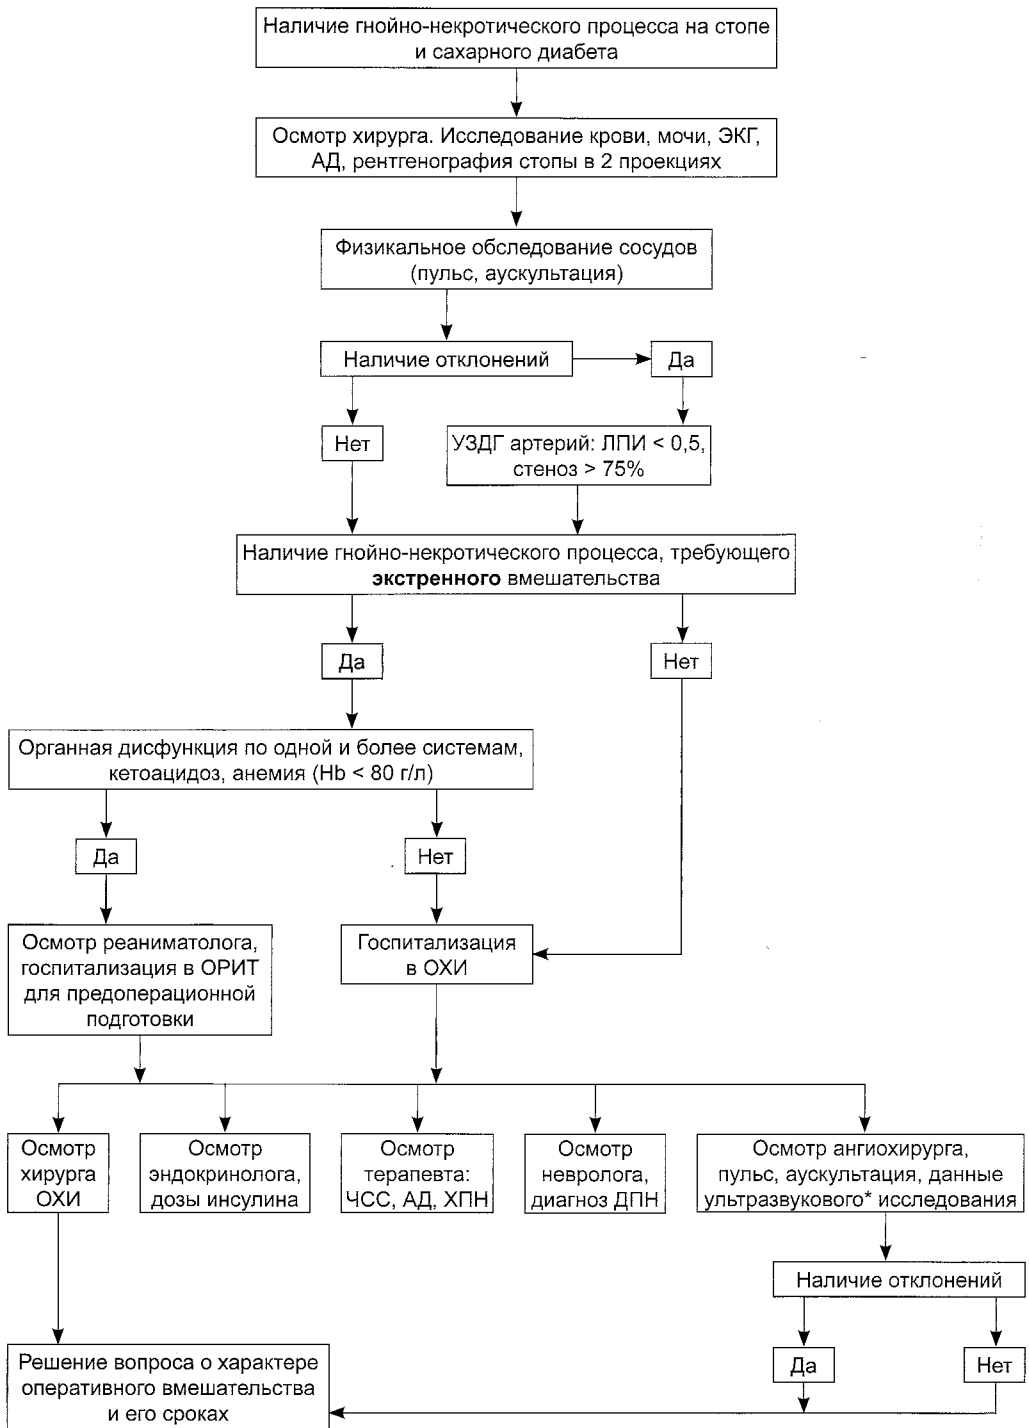 Наличие гнойно-некротического процесса на стопе
и сахарного диабета
Осмотр хирурга. Исследование крови, мочи, ЭКГ,
АД, рентгенография стопы в 2 проекциях
Физикальное обследование сосудов
(пульс, аускультация)
Наличие отклонений
Да
Нет
УЗДГ артерий: ЛПИ < 0,5,
стеноз > 75%
Наличие гнойно-некротического процесса, требующего
экстренного вмешательства
Да
Нет
Органная дисфункция по одной и более системам,
кетоацидоз, анемия (Hb < 80 г/л)
Да
Нет
Осмотр реаниматолога,
госпитализация в ОРИТ
для предоперационной
подготовки
Госпитализация
в ОХИ
Осмотр
хирурга
ОХИ
Осмотр
эндокринолога,
дозы инсулина
Осмотр
терапевта:
ЧСС, АД, ХПН
Осмотр
невролога,
диагноз ДПН
Осмотр ангиохирурга,
пульс, аускультация, данные
ультразвукового* исследования
Наличие отклонений
Да
Нет
Решение вопроса о характере
оперативного вмешательства
и его сроках